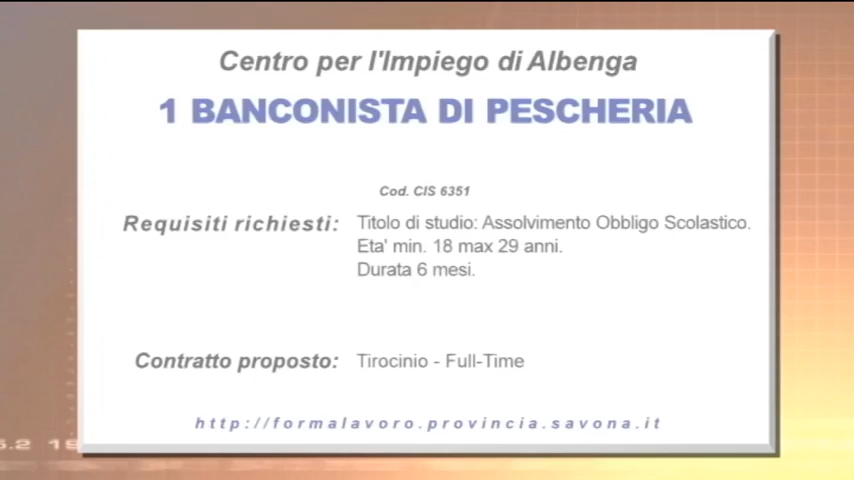 Centro per l'Impiego di Albenga
1 BANCONISTA DI PESCHERIA
Cod. CIS 6351
Requisiti richiesti: Titolo di studio: Assolvimento Obbligo Scolastico.
Eta' min. 18 max 29 anni.
Durata 6 mesi.
Contratto proposto: Tirocinio - Full-Time
http://formalavoro.provincia.savona.it